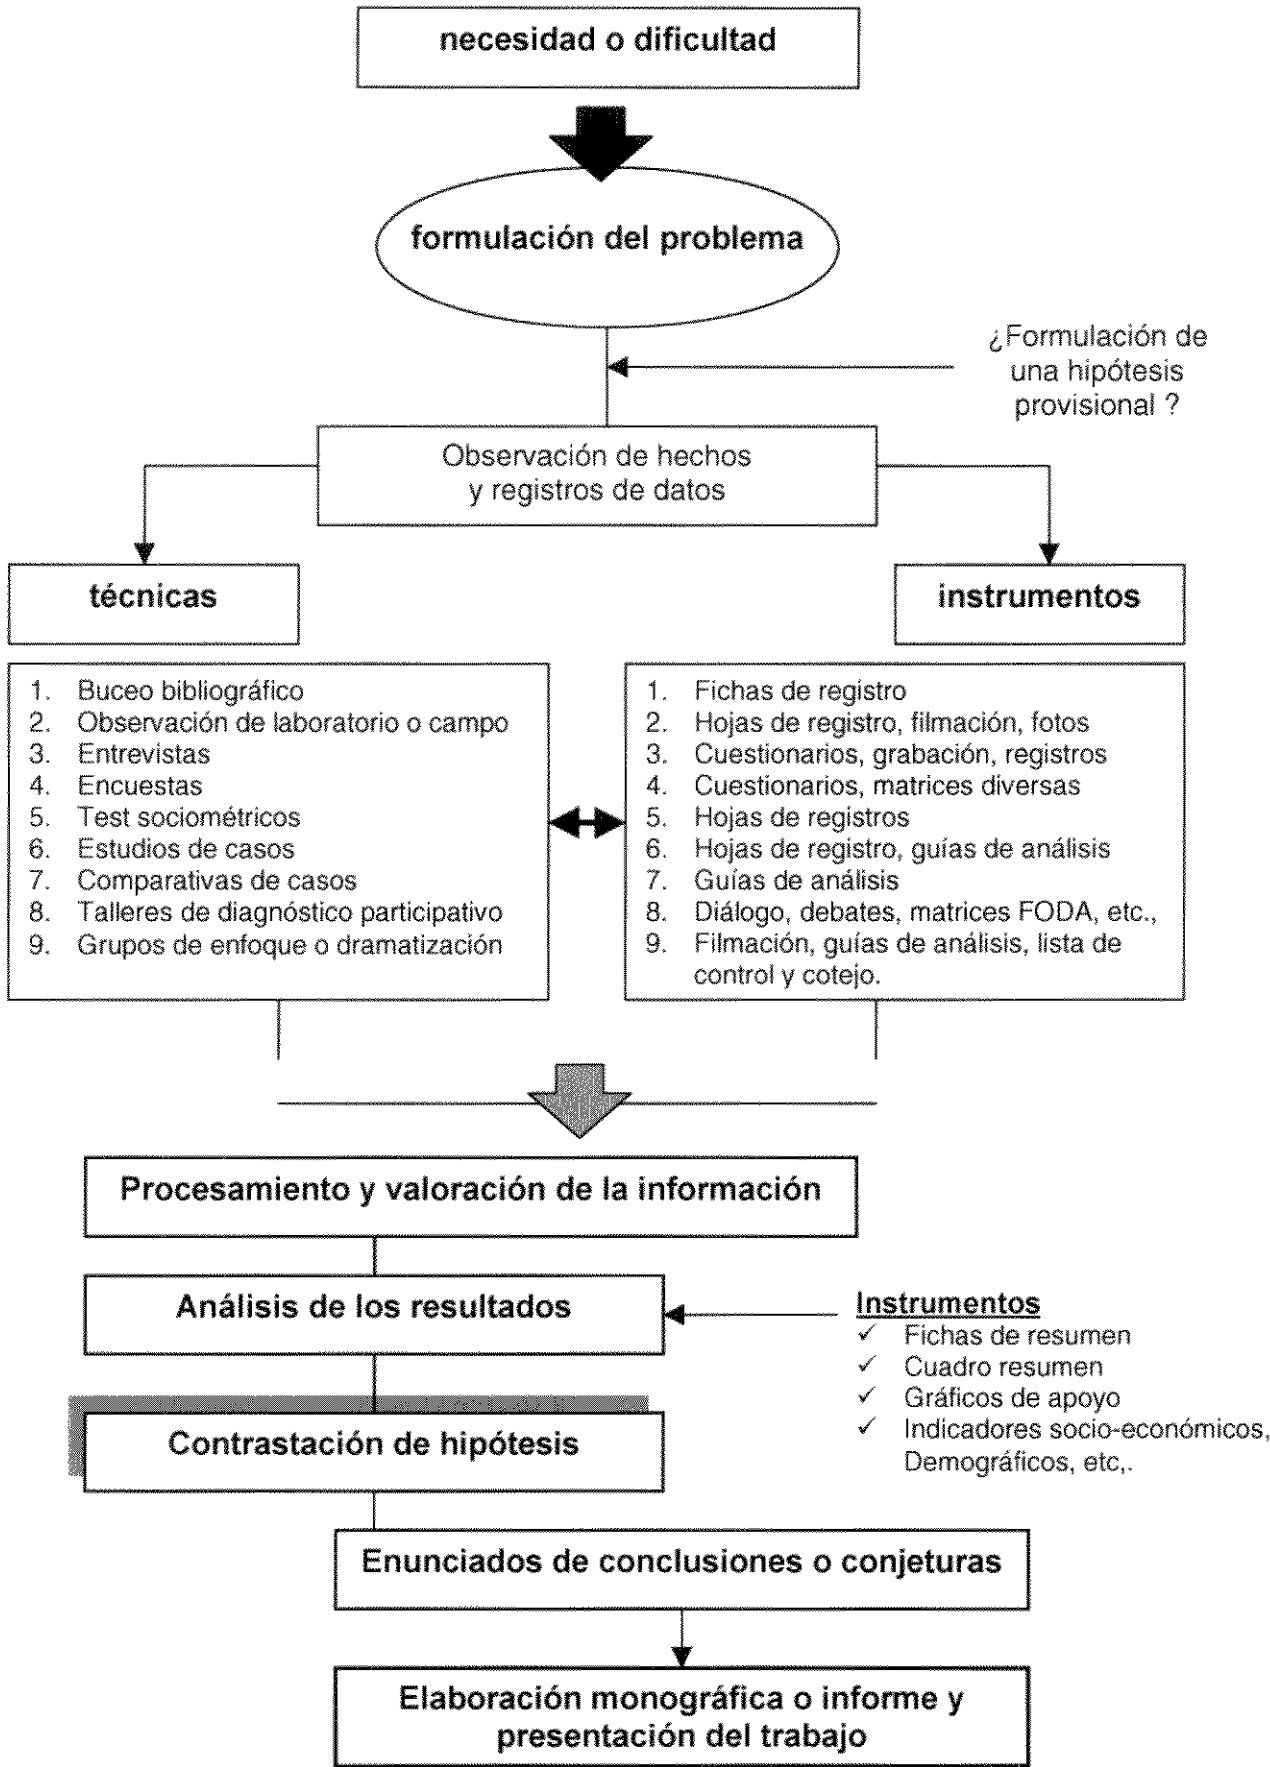 necesidad o dificultad
formulación del problema
¿Formulación de
una hipótesis
provisional ?
Observación de hechos
y registros de datos
técnicas
instrumentos
1. Buceo bibliográfico
2. Observación de laboratorio o campo
3. Entrevistas
4. Encuestas
5. Test sociométricos
6. Estudios de casos
7. Comparativas de casos
8. Talleres de diagnóstico participativo
9. Grupos de enfoque o dramatización
1. Fichas de registro
2. Hojas de registro, filmación, fotos
3. Cuestionarios, grabación, registros
4. Cuestionarios, matrices diversas
5. Hojas de registros
6. Hojas de registro, guías de análisis
7. Guías de análisis
8. Diálogo, debates, matrices FODA, etc.,
9. Filmación, guías de análisis, lista de
control y cotejo.
Procesamiento y valoración de la información
Análisis de los resultados
Instrumentos
✓ Fichas de resumen
✓ Cuadro resumen
✓ Gráficos de apoyo
✓ Indicadores socio-económicos,
Demográficos, etc,.
Contrastación de hipótesis
Enunciados de conclusiones o conjeturas
Elaboración monográfica o informe y
presentación del trabajo